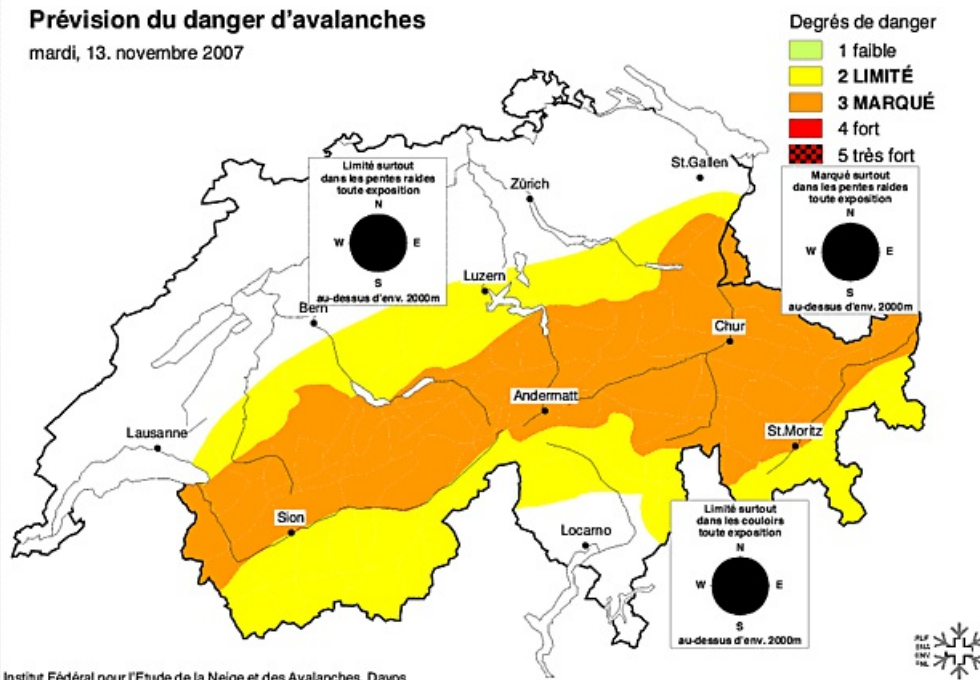 Prévision du danger d'avalanches
mardi, 13. novembre 2007
Degrés de danger
1 faible
2 LIMITÉ
3 MARQUÉ
4 fort
5 très fort
Limité surtout
dans les pentes raides
toute exposition
N
W E
S
au-dessus d'env. 2000m
Marqué surtout
dans les pentes raides
toute exposition
N
W E
S
au-dessus d'env. 2000m
St.Gallen
Zürich
Luzern
Bern
Chur
Andermatt
Lausanne
St.Moritz
Sion
Locarno
Limité surtout
dans les couloirs
toute exposition
N
W E
S
au-dessus d'env. 2000m
Institut Fédéral pour l'Etude de la Neige et des Avalanches, Davos